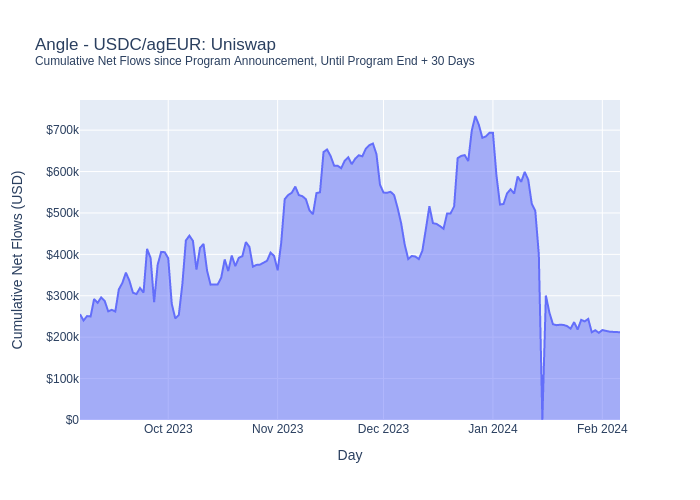 Angle - USDC/agEUR: Uniswap
Cumulative Net Flows since Program Announcement, Until Program End + 30 Days
Cumulative Net Flows (USD)
$700k
$600k
$500k
$400k
$300k
$200k
$100k
$0
Oct 2023
Nov 2023
Dec 2023
Jan 2024
Feb 2024
Day